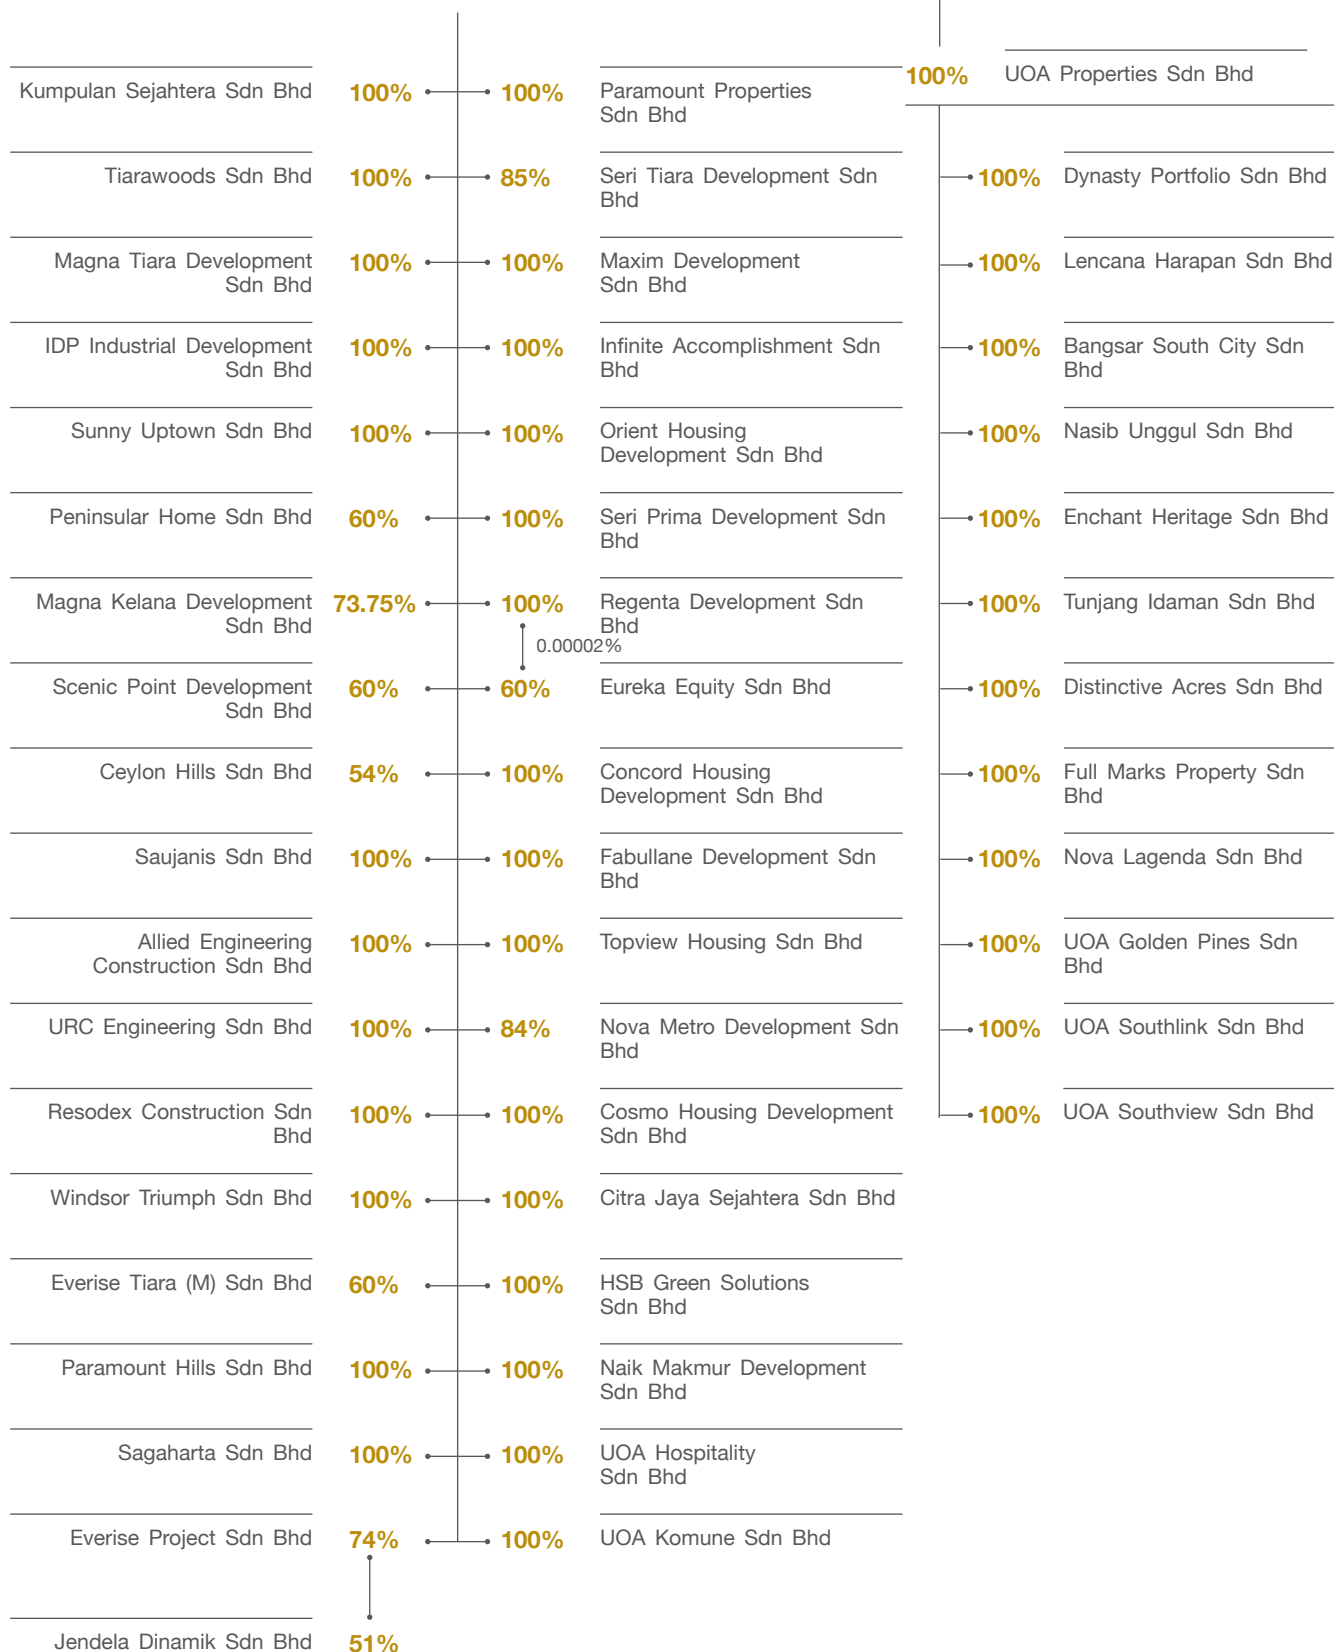 Kumpulan Sejahtera Sdn Bhd 100%
Tiarawoods Sdn Bhd 100%
Magna Tiara Development 100%
Sdn Bhd
IDP Industrial Development 100%
Sdn Bhd
Sunny Uptown Sdn Bhd 100%
Peninsular Home Sdn Bhd 60%
Magna Kelana Development 73.75%
Sdn Bhd
Scenic Point Development 60%
Sdn Bhd
Ceylon Hills Sdn Bhd 54%
Saujanis Sdn Bhd 100%
Allied Engineering 100%
Construction Sdn Bhd
URC Engineering Sdn Bhd 100%
Resodex Construction Sdn 100%
Bhd
Windsor Triumph Sdn Bhd 100%
Everise Tiara (M) Sdn Bhd 60%
Paramount Hills Sdn Bhd 100%
Sagaharta Sdn Bhd 100%
Everise Project Sdn Bhd 74%
Jendela Dinamik Sdn Bhd 51%
100% Paramount Properties
Sdn Bhd
85% Seri Tiara Development Sdn
Bhd
100% Maxim Development
Sdn Bhd
100% Infinite Accomplishment Sdn
Bhd
100% Orient Housing
Development Sdn Bhd
100% Seri Prima Development Sdn
Bhd
100% Regenta Development Sdn
Bhd
0.00002%
60% Eureka Equity Sdn Bhd
100% Concord Housing
Development Sdn Bhd
100% Fabullane Development Sdn
Bhd
100% Topview Housing Sdn Bhd
84% Nova Metro Development Sdn
Bhd
100% Cosmo Housing Development
Sdn Bhd
100% Citra Jaya Sejahtera Sdn Bhd
100% HSB Green Solutions
Sdn Bhd
100% Naik Makmur Development
Sdn Bhd
100% UOA Hospitality
Sdn Bhd
100% UOA Komune Sdn Bhd
100% UOA Properties Sdn Bhd
100% Dynasty Portfolio Sdn Bhd
100% Lencana Harapan Sdn Bhd
100% Bangsar South City Sdn
Bhd
100% Nasib Unggul Sdn Bhd
100% Enchant Heritage Sdn Bhd
100% Tunjang Idaman Sdn Bhd
100% Distinctive Acres Sdn Bhd
100% Full Marks Property Sdn
Bhd
100% Nova Lagenda Sdn Bhd
100% UOA Golden Pines Sdn
Bhd
100% UOA Southlink Sdn Bhd
100% UOA Southview Sdn Bhd